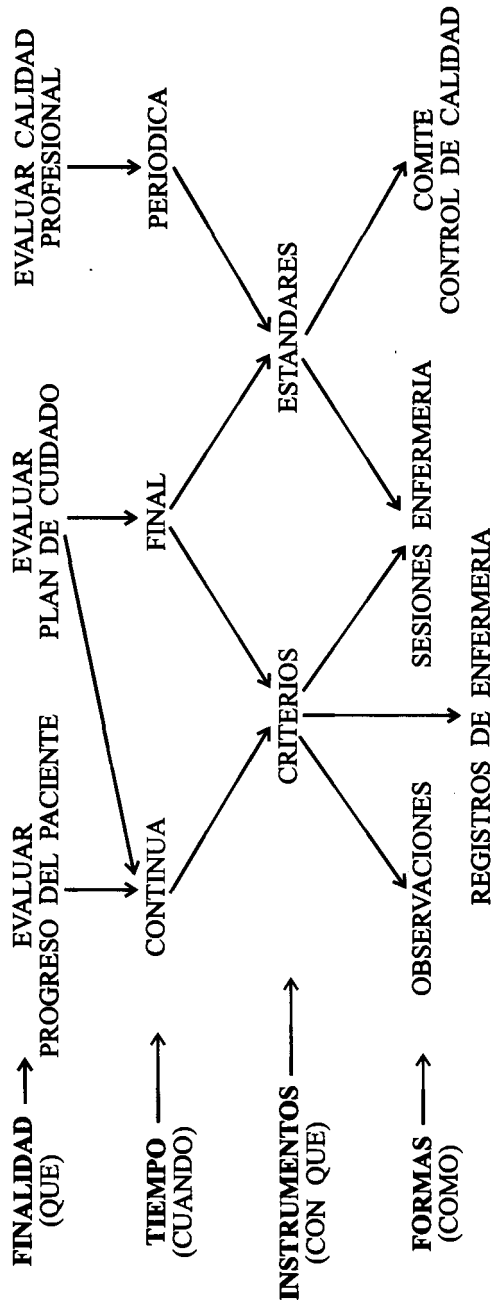 FINALIDAD
(QUE)
EVALUAR
PROGRESO DEL PACIENTE
EVALUAR
PLAN DE CUIDADO
EVALUAR CALIDAD
PROFESIONAL
TIEMPO
(CUANDO)
CONTINUA
FINAL
PERIODICA
INSTRUMENTOS
(CON QUE)
CRITERIOS
ESTANDARES
FORMAS
(COMO)
OBSERVACIONES
SESIONES ENFERMERIA
COMITE
CONTROL DE CALIDAD
REGISTROS DE ENFERMERIA